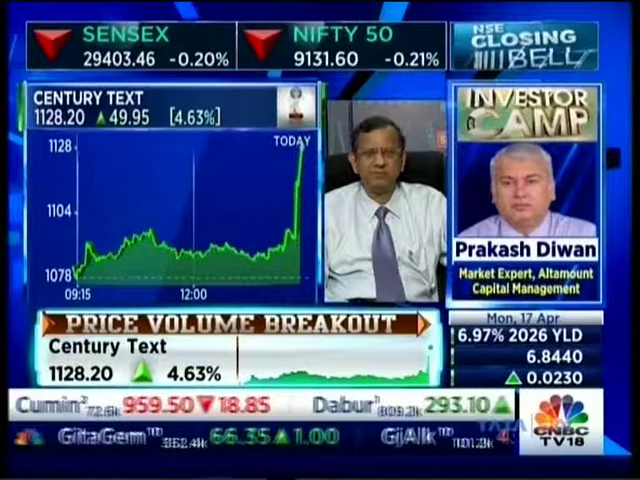 SENSEX
29403.46 -0.20%
NIFTY 50
9131.60 -0.21%
NSE
CLOSING
BELL
CENTURY TEXT
1128.20 49.95 [4.63%]
TODAY
1128
1104
1078
09:15 12:00
INVESTOR
CAMP
Prakash Diwan
Market Expert, Altamount
Capital Management
PRICE VOLUME BREAKOUT
Century Text
1128.20 4.63%
Mon, 17 Apr
6.97% 2026 YLD
6.8440
0.0230
959.50 18.85 Dabur 293.10
GitaGem 66.35 1.00 GjAlk
CNBC
TV18